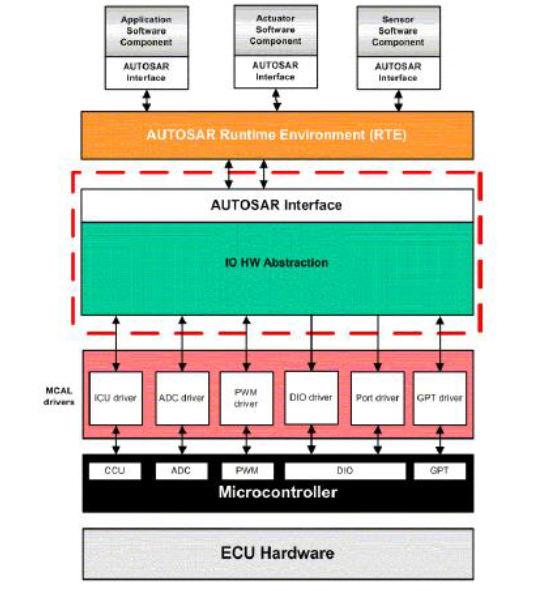 Application
Software
Component
AUTOSAR
Interface
Actuator
Software
Component
AUTOSAR
Interface
Sensor
Software
Component
AUTOSAR
Interface
AUTOSAR Runtime Environment (RTE)
AUTOSAR Interface
IO HW Abstraction
MCAL
drivers
ICU driver
ADC driver
PWM
driver
DIO driver
Port driver
GPT driver
CCU
ADC
PWM
DIO
GPT
Microcontroller
ECU Hardware